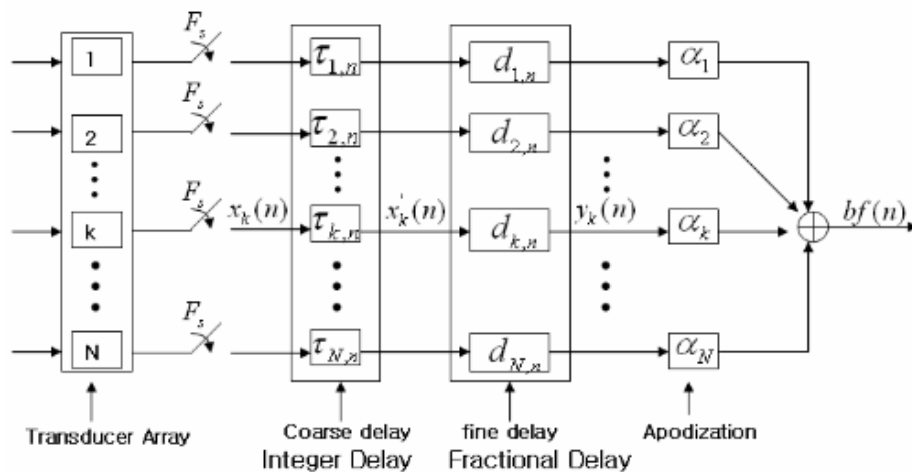 F_s F_s F_s F_s
1 τ_{1,n} d_{1,n} α_1
2 τ_{2,n} d_{2,n} α_2
k x_k(n) τ_{k,n} x'_k(n) d_{k,n} y_k(n) α_k bf(n)
N τ_{N,n} d_{N,n} α_N
Transducer Array Coarse delay fine delay Apodization
Integer Delay Fractional Delay